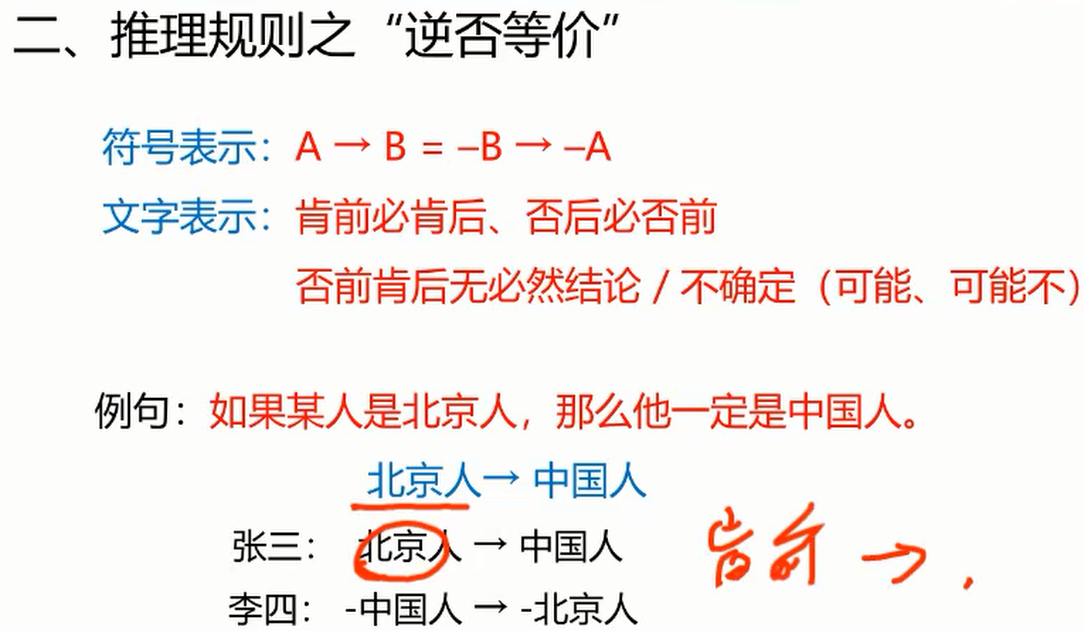 二、推理规则之“逆否等价”
符号表示：A → B = –B → –A
文字表示：肯前必肯后、否后必否前
否前肯后无必然结论 / 不确定（可能、可能不）
例句：如果某人是北京人，那么他一定是中国人。
北京人→ 中国人
张三： 北京人 → 中国人
肯前 →
李四： -中国人 → -北京人